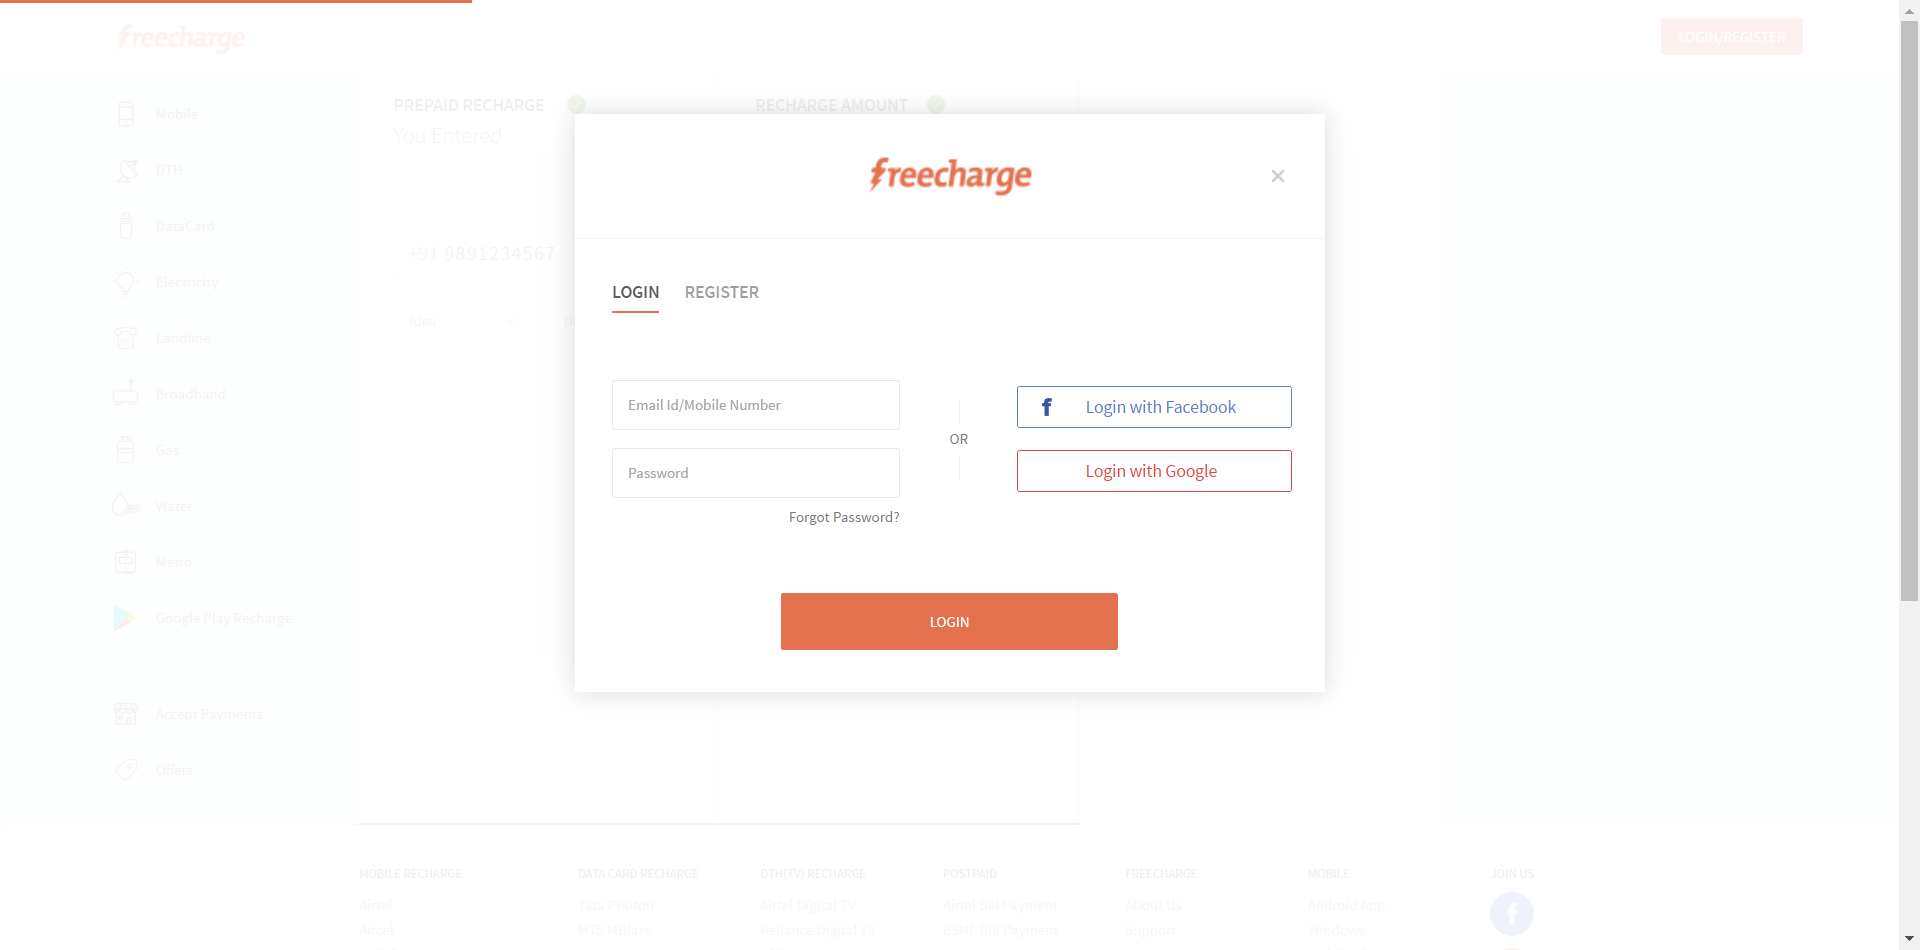 freecharge
LOGIN/REGISTER
Mobile
DTH
DataCard
Electricity
Landline
Broadband
Gas
Water
Metro
Google Play Recharge
Accept Payments
Offers
PREPAID RECHARGE
You Entered
+91 9891234567
Idea
RECHARGE AMOUNT
freecharge
×
LOGIN
REGISTER
Email Id/Mobile Number
Password
Forgot Password?
OR
Login with Facebook
Login with Google
LOGIN
MOBILE RECHARGE
Airtel
Aircel
DATA CARD RECHARGE
Tata Photon
MTS MBlaze
DTH(TV) RECHARGE
Airtel Digital TV
Reliance Digital TV
POSTPAID
Airtel Bill Payment
BSNL Bill Payment
FREECHARGE
About Us
Support
MOBILE
Android App
Windows
JOIN US